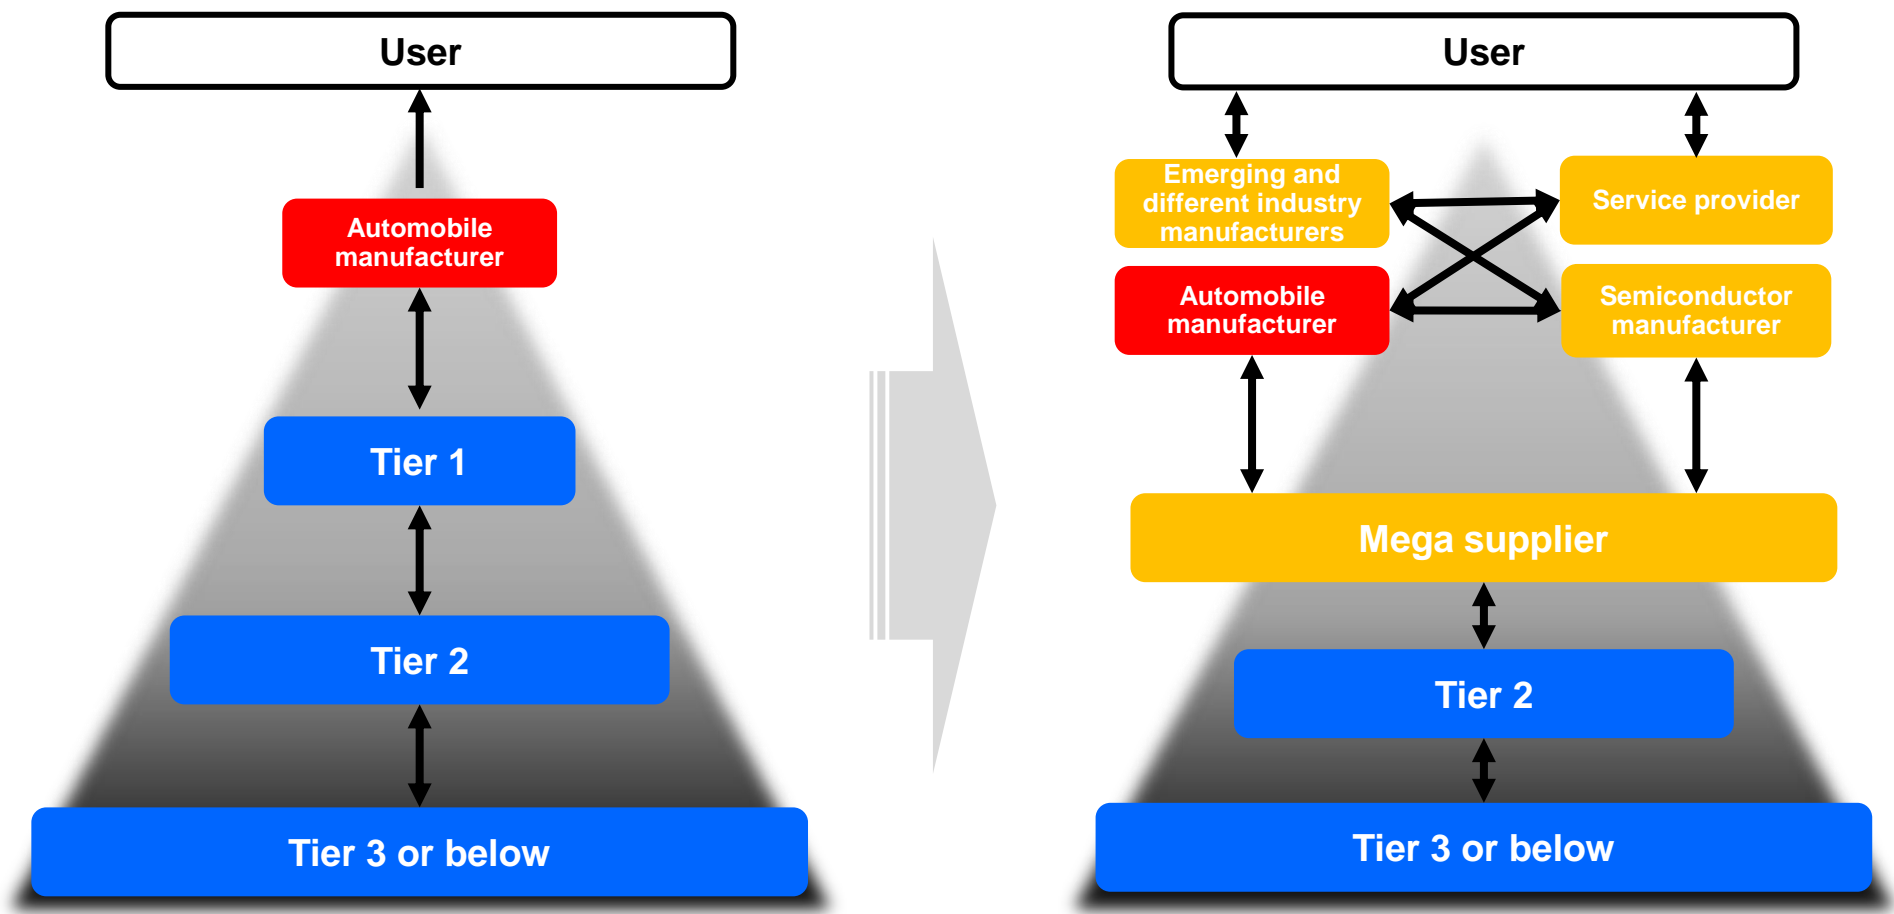 User
Automobile
manufacturer
Tier 1
Tier 2
Tier 3 or below
User
Emerging and
different industry
manufacturers
Service provider
Automobile
manufacturer
Semiconductor
manufacturer
Mega supplier
Tier 2
Tier 3 or below